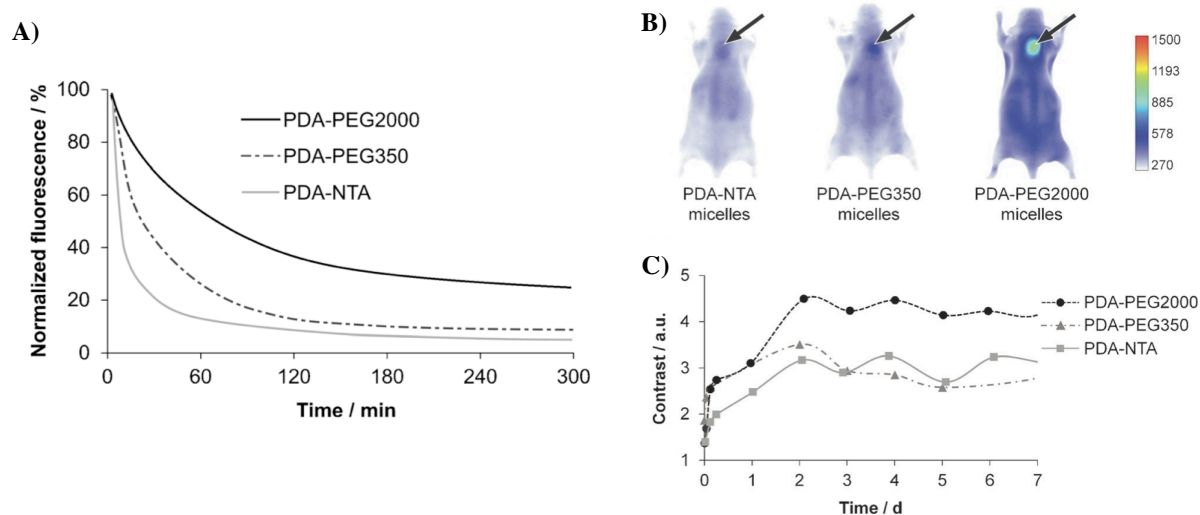 A)
Normalized fluorescence / %
100
80
60
40
20
0
PDA-PEG2000
PDA-PEG350
PDA-NTA
0 60 120 180 240 300
Time / min
B)
PDA-NTA
micelles
PDA-PEG350
micelles
PDA-PEG2000
micelles
1500
1193
885
578
270
C)
Contrast / a.u.
5
4
3
2
1
PDA-PEG2000
PDA-PEG350
PDA-NTA
0 1 2 3 4 5 6 7
Time / d